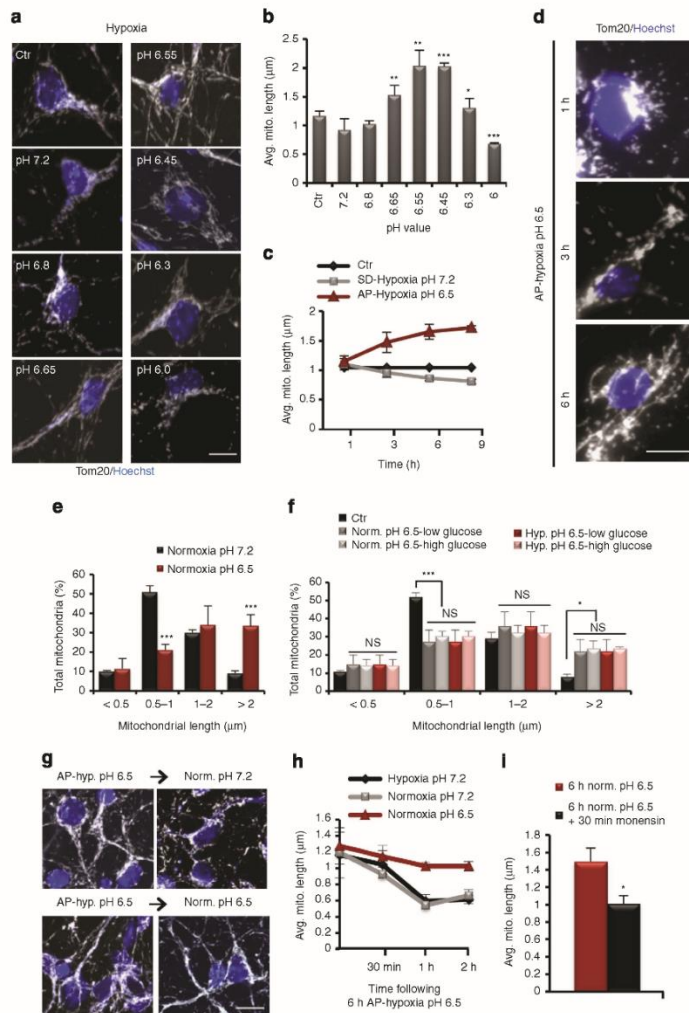 a
Hypoxia
Ctr
pH 6.55
pH 7.2
pH 6.45
pH 6.8
pH 6.3
pH 6.65
pH 6.0
Tom20/Hoechst
b
Avg. mito. length (μm)
2.5
2
1.5
1
0.5
0
** ** *** * ***
Ctr 7.2 6.8 6.65 6.55 6.45 6.3 6
pH value
c
Ctr
SD-Hypoxia pH 7.2
AP-Hypoxia pH 6.5
Avg. mito. length (μm)
2
1.5
1
0.5
0
1 3 6 9
Time (h)
d
Tom20/Hoechst
AP-hypoxia pH 6.5
1 h
3 h
6 h
e
Normoxia pH 7.2
Normoxia pH 6.5
Total mitochondria (%)
60
50
40
30
20
10
0
*** ***
< 0.5 0.5–1 1–2 > 2
Mitochondrial length (μm)
f
Ctr
Norm. pH 6.5-low glucose
Norm. pH 6.5-high glucose
Hyp. pH 6.5-low glucose
Hyp. pH 6.5-high glucose
Total mitochondria (%)
60
50
40
30
20
10
0
NS *** NS NS * NS
< 0.5 0.5–1 1–2 > 2
Mitochondrial length (μm)
g
AP-hyp. pH 6.5 → Norm. pH 7.2
AP-hyp. pH 6.5 → Norm. pH 6.5
h
Hypoxia pH 7.2
Normoxia pH 7.2
Normoxia pH 6.5
Avg. mito. length (μm)
1.6
1.4
1.2
1
0.8
0.6
0.4
0.2
0
30 min 1 h 2 h
Time following
6 h AP-hypoxia pH 6.5
i
6 h norm. pH 6.5
6 h norm. pH 6.5
+ 30 min monensin
Avg. mito. length (μm)
1.8
1.6
1.4
1.2
1
0.8
0.6
0.4
0.2
0
*